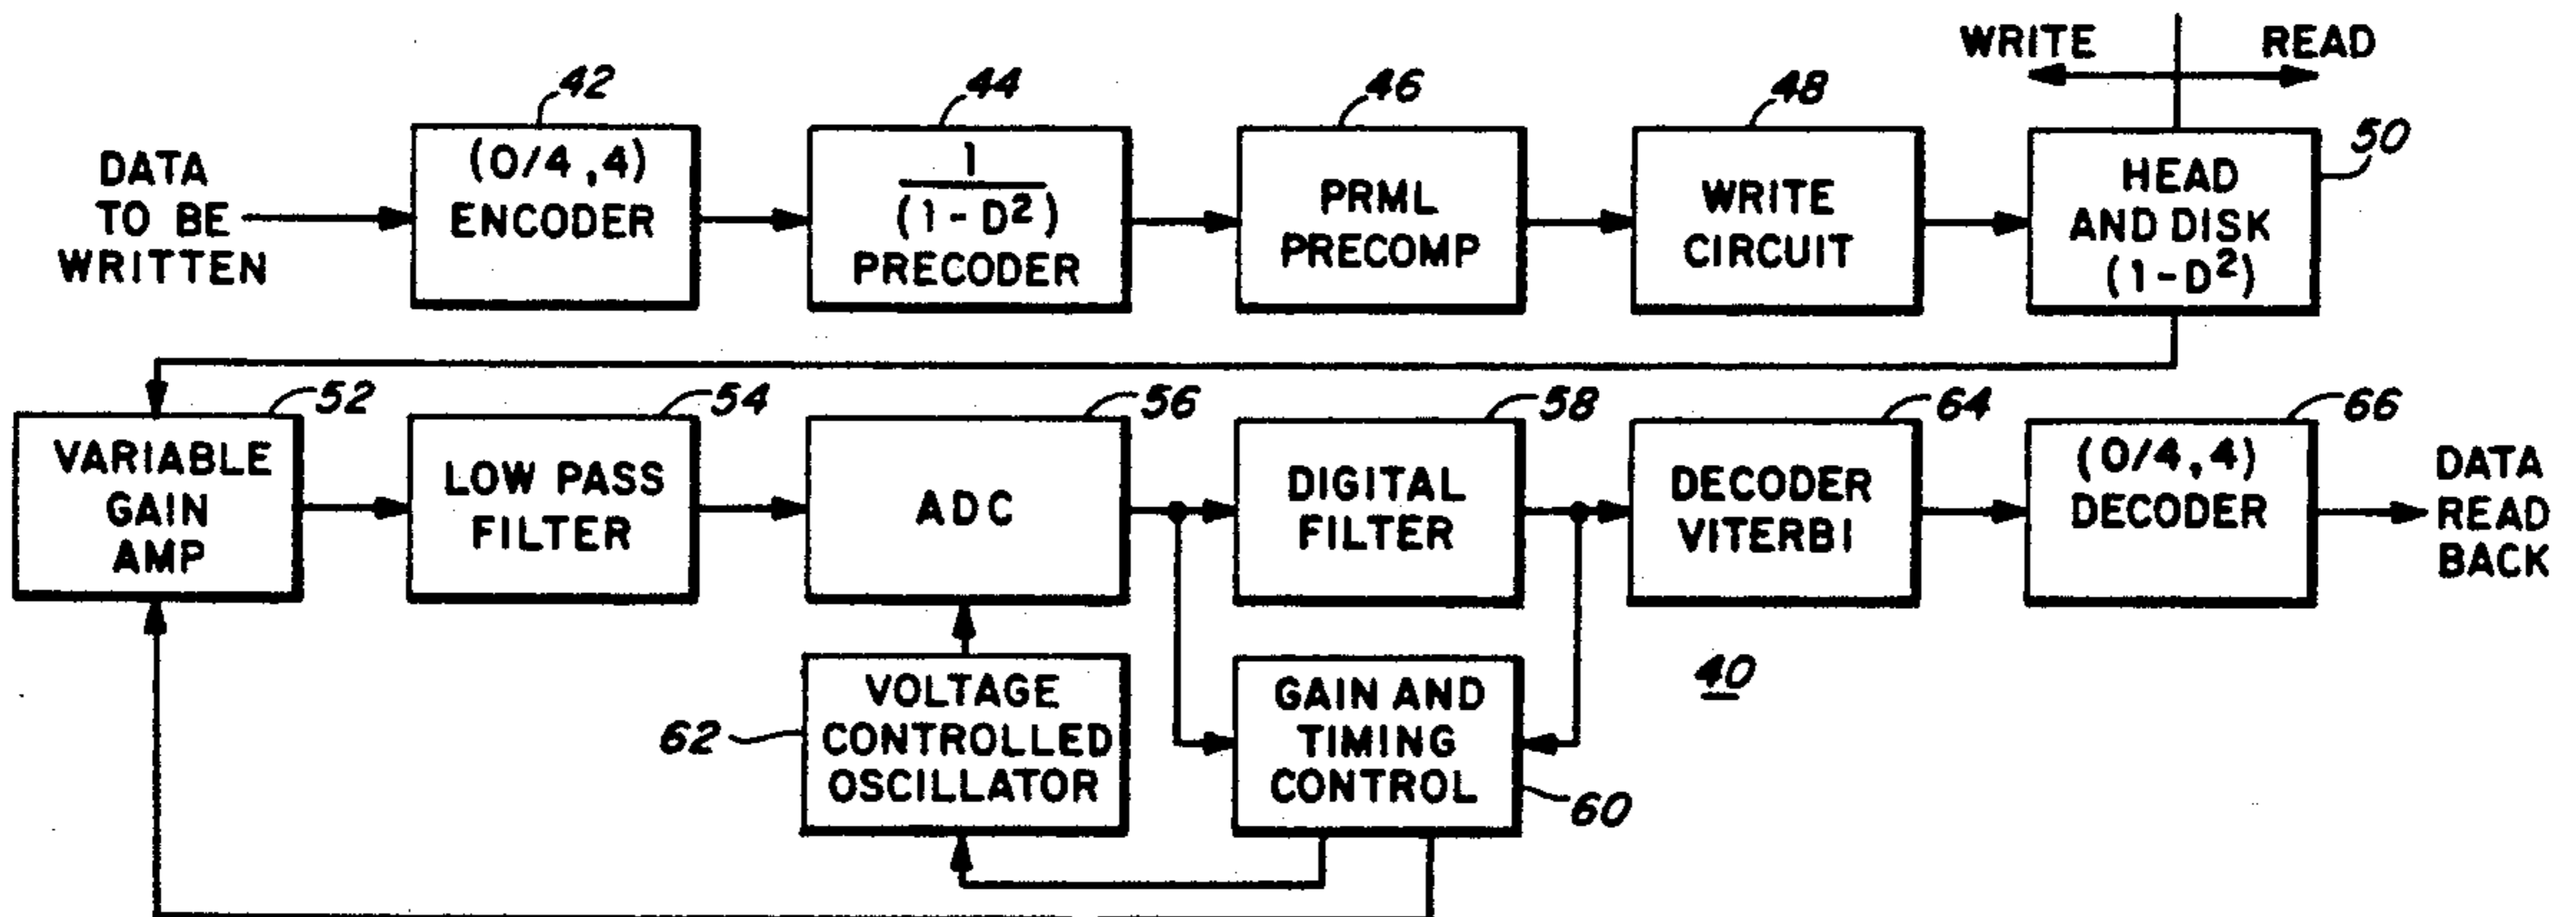 WRITE READ
42 44 46 48 50
DATA
TO BE
WRITTEN
(0/4,4)
ENCODER
1
(1-D²)
PRECODER
PRML
PRECOMP
WRITE
CIRCUIT
HEAD
AND DISK
(1-D²)
52 54 56 58 64 66
VARIABLE
GAIN
AMP
LOW PASS
FILTER
ADC
DIGITAL
FILTER
DECODER
VITERBI
(0/4,4)
DECODER
DATA
READ
BACK
62
VOLTAGE
CONTROLLED
OSCILLATOR
GAIN AND
TIMING
CONTROL
60
40